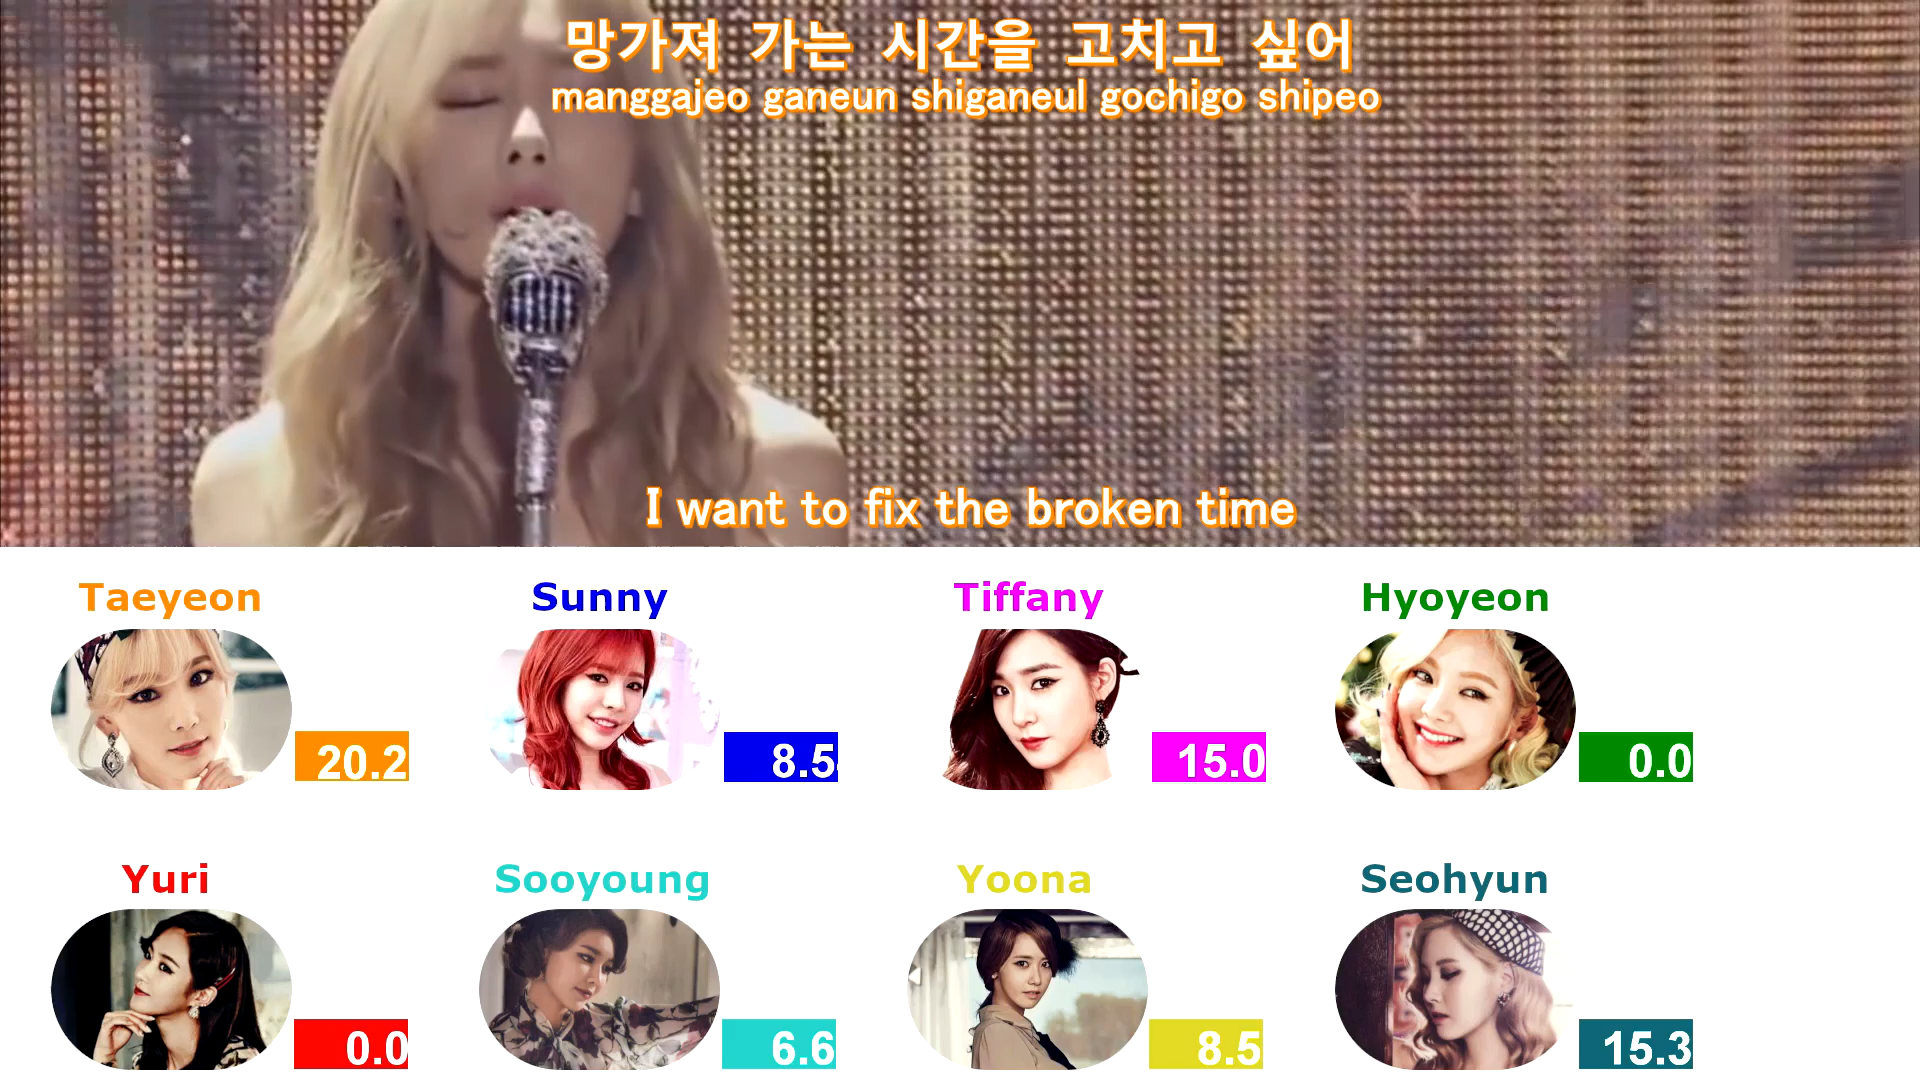 망가져 가는 시간을 고치고 싶어
manggajeo ganeun shiganeul gochigo shipeo
I want to fix the broken time
Taeyeon Sunny Tiffany Hyoyeon
20.2 8.5 15.0 0.0
Yuri Sooyoung Yoona Seohyun
0.0 6.6 8.5 15.3